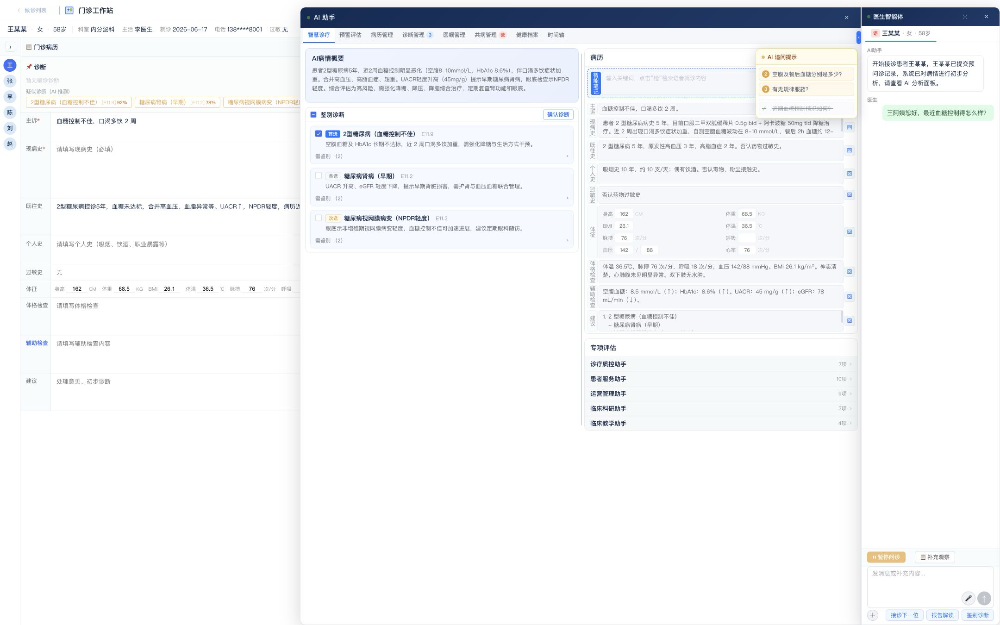 候诊列表
门诊工作站
王某某 · 女 · 58岁 科室 内分泌科 主治 李医生 就诊 2026-06-17 电话 138****8001 过敏 无
王
张
李
陈
刘
赵
门诊病历
诊断
暂无确诊诊断
疑似诊断（AI 推测）
2型糖尿病（血糖控制不佳） [E11.9] 92%
糖尿病肾病（早期） [E11.2] 78%
糖尿病视网膜病变（NPDR轻
主诉*
血糖控制不佳，口渴多饮 2 周
现病史*
请填写现病史（必填）
既往史
2型糖尿病控诊5年，血糖未达标，合并高血压、血脂异常等。UACR↑，NPDR轻度，病历近
个人史
请填写个人史（吸烟、饮酒、职业暴露等）
过敏史
无
体征
身高 162 CM 体重 68.5 KG BMI 26.1 体温 36.5 ℃ 脉搏 76 次/分 呼吸
体格检查
请填写体格检查
辅助检查
请填写辅助检查内容
建议
处理意见、初步诊断
AI 助手
×
智慧诊疗 预警评估 病历管理 诊断管理 3 医嘱管理 共病管理 营 健康档案 时间轴
AI病情概要
患者2型糖尿病5年，近2周血糖控制明显恶化（空腹8-10mmol/L，HbA1c 8.6%），伴口渴多饮症状加
重。合并高血压、高脂血症、超重。UACR轻度升高（45mg/g）提示早期糖尿病肾病，眼底检查示NPDR
轻度。综合评估为高风险，需强化降糖、降压、降脂综合治疗，定期复查肾功能和眼底。
鉴别诊断
确认诊断
首选 2型糖尿病（血糖控制不佳） E11.9
空腹血糖及 HbA1c 长期不达标，近 2 周口渴多饮加重，需强化降糖与生活方式干预。
需鉴别 （2）
备选 糖尿病肾病（早期） E11.2
UACR 升高、eGFR 轻度下降，提示早期肾脏损害，需护肾与血压血糖联合管理。
需鉴别 （2）
次选 糖尿病视网膜病变（NPDR轻度） E11.3
眼底示非增殖期视网膜病变轻度，血糖控制不佳可加速进展，建议定期眼科随访。
需鉴别 （2）
病历
智能笔记
输入关键词，点击“检”检索语音就诊内容
AI 追问提示
2 空腹及餐后血糖分别是多少？
3 有无规律服药？
✓ 近期血糖控制情况如何？
主诉
血糖控制不佳，口渴多饮 2 周。
现病史
患者 2 型糖尿病病史 5 年，目前口服二甲双胍缓释片 0.5g bid + 阿卡波糖 50mg tid 降糖治
疗。近 2 周出现口渴多饮症状加重，自测空腹血糖波动在 8-10 mmol/L，餐后 2h 血糖约 12-
回
既往史
2 型糖尿病 5 年，原发性高血压 3 年，高脂血症 2 年。否认药物过敏史。
回
个人史
吸烟史 10 年，约 10 支/天；偶有饮酒。否认毒物、粉尘接触史。
回
过敏史
否认药物过敏史
回
体征
身高 162 CM 体重 68.5 KG
BMI 26.1 体温 36.5 ℃
脉搏 76 次/分 呼吸 次/分
血压 142 / 88 心率 76 次/分
回
体格检查
体温 36.5℃，脉搏 76 次/分，呼吸 18 次/分，血压 142/88 mmHg。BMI 26.1 kg/m²。神志清
楚，心肺腹未见明显异常。双下肢无水肿。
回
辅助检查
空腹血糖：8.5 mmol/L（↑）；HbA1c：8.6%（↑）。UACR：45 mg/g（↑）；eGFR：78
mL/min（↓）。
回
建议
1. 2 型糖尿病（血糖控制不佳）
- 糖尿病肾病（早期）
回
专项评估
诊疗质控助手 7项
患者服务助手 10项
运营管理助手 9项
临床科研助手 3项
临床教学助手 4项
医生智能体
×
语 王某某 · 女 · 58岁
AI助手
开始接诊患者王某某，王某某已提交预
问诊记录，系统已对病情进行初步分
析，请查看 AI 分析面板。
医生
王阿姨您好，最近血糖控制得怎么样？
暂停问诊
补充观察
发消息或补充内容...
接诊下一位 报告解读 鉴别诊断